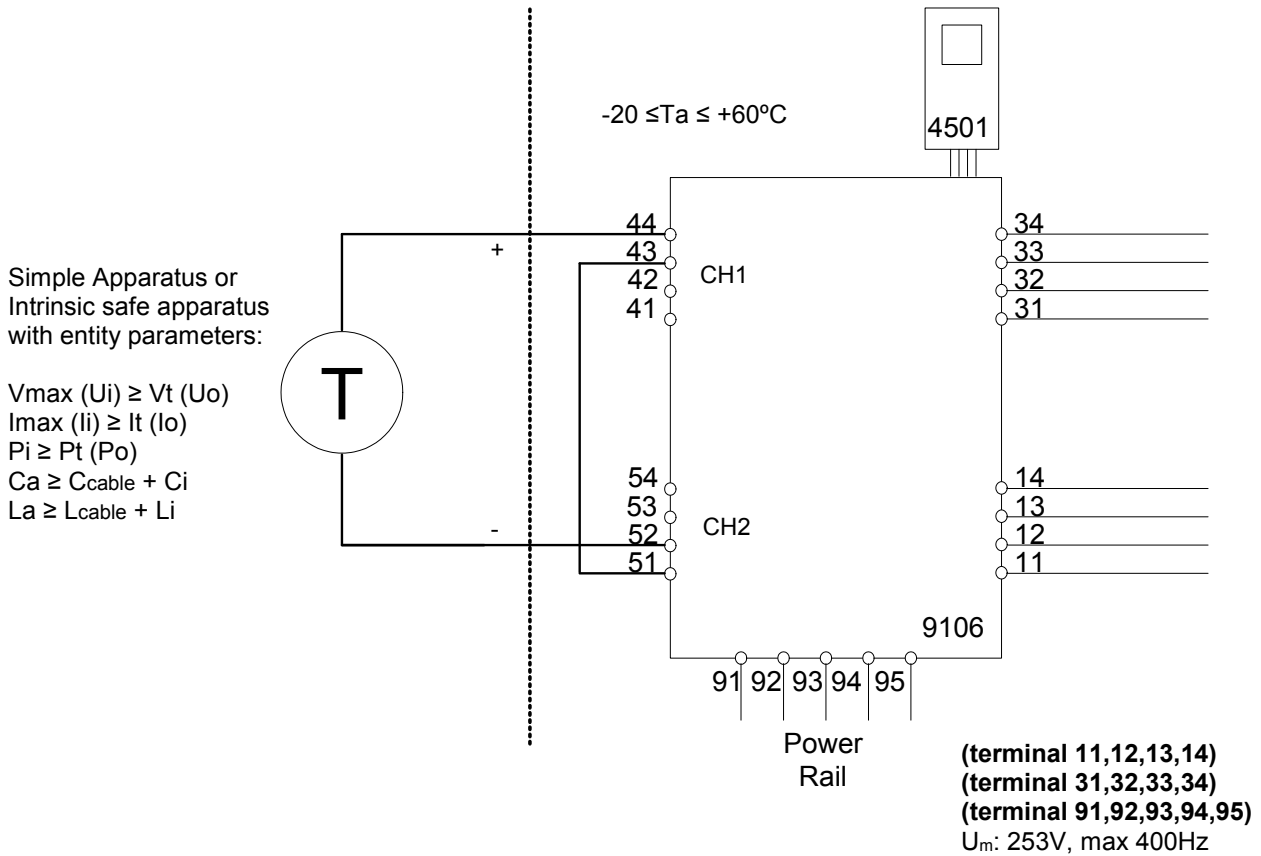 -20 ≤Ta ≤ +60ºC
4501
Simple Apparatus or
Intrinsic safe apparatus
with entity parameters:
Vmax (Ui) ≥ Vt (Uo)
Imax (Ii) ≥ It (Io)
Pi ≥ Pt (Po)
Ca ≥ Ccable + Ci
La ≥ Lcable + Li
+
T
-
44
43
42
41
CH1
54
53
52
51
CH2
34
33
32
31
14
13
12
11
9106
91 92 93 94 95
Power
Rail
(terminal 11,12,13,14)
(terminal 31,32,33,34)
(terminal 91,92,93,94,95)
Um: 253V, max 400Hz